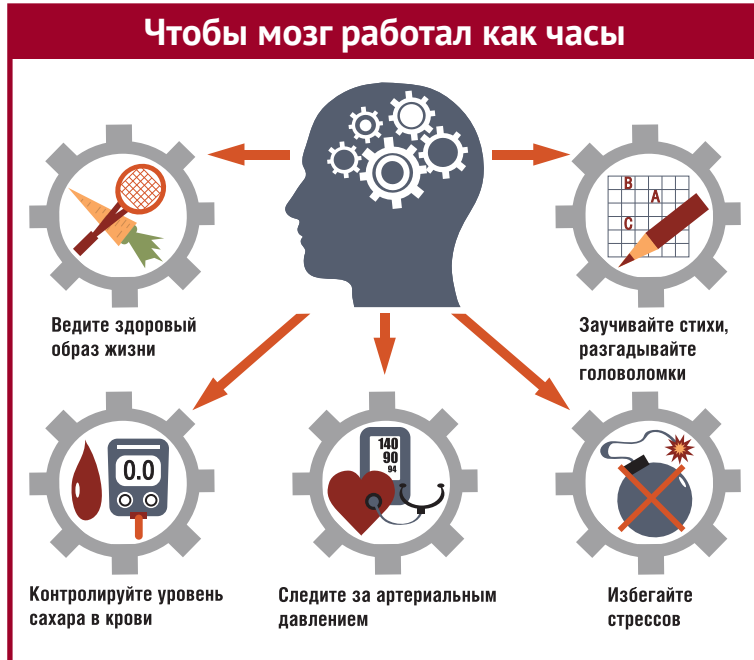 Чтобы мозг работал как часы
B
A
C
Ведите здоровый
образ жизни
Заучивайте стихи,
разгадывайте
головоломки
0.0
140
90
94
Контролируйте уровень
сахара в крови
Следите за артериальным
давлением
Избегайте
стрессов